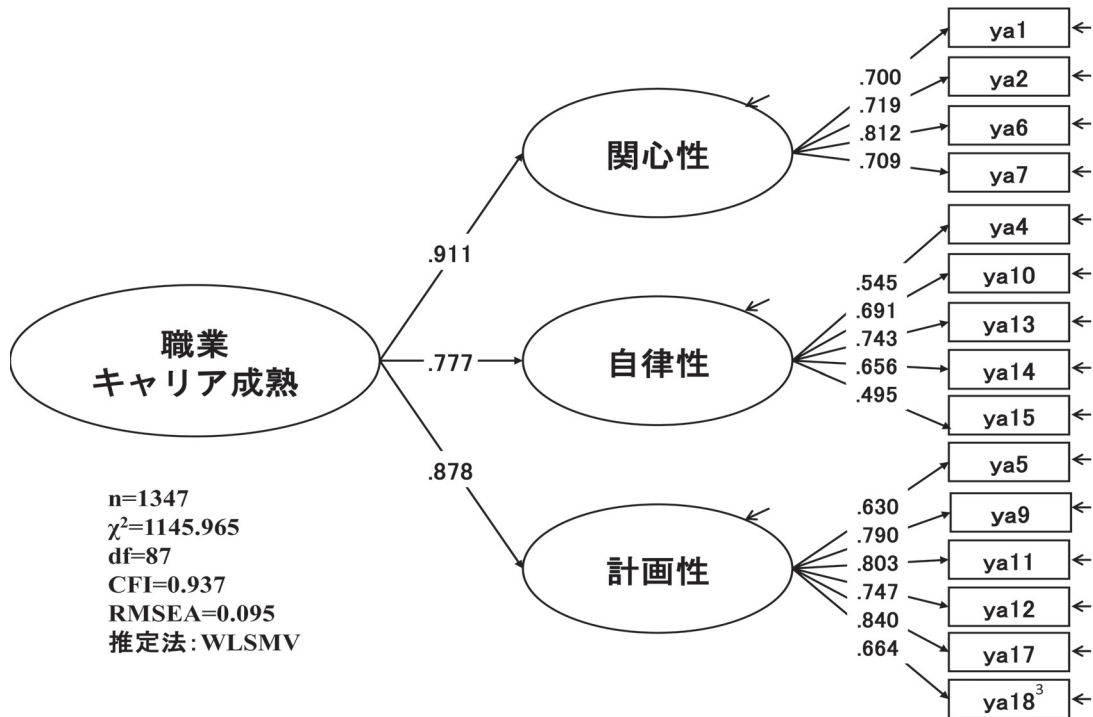 ya1
.700
ya2
.719
.812
ya6
関心性
.709
ya7
ya4
.911
.545
ya10
.691
.743
ya13
職業
キャリア成熟
.777
自律性
.656
ya14
.495
ya15
.878
ya5
.630
n=1347
χ²=1145.965
df=87
CFI=0.937
RMSEA=0.095
推定法:WLSMV
.790
ya9
.803
ya11
計画性
.747
ya12
.840
.664
ya17
ya18³